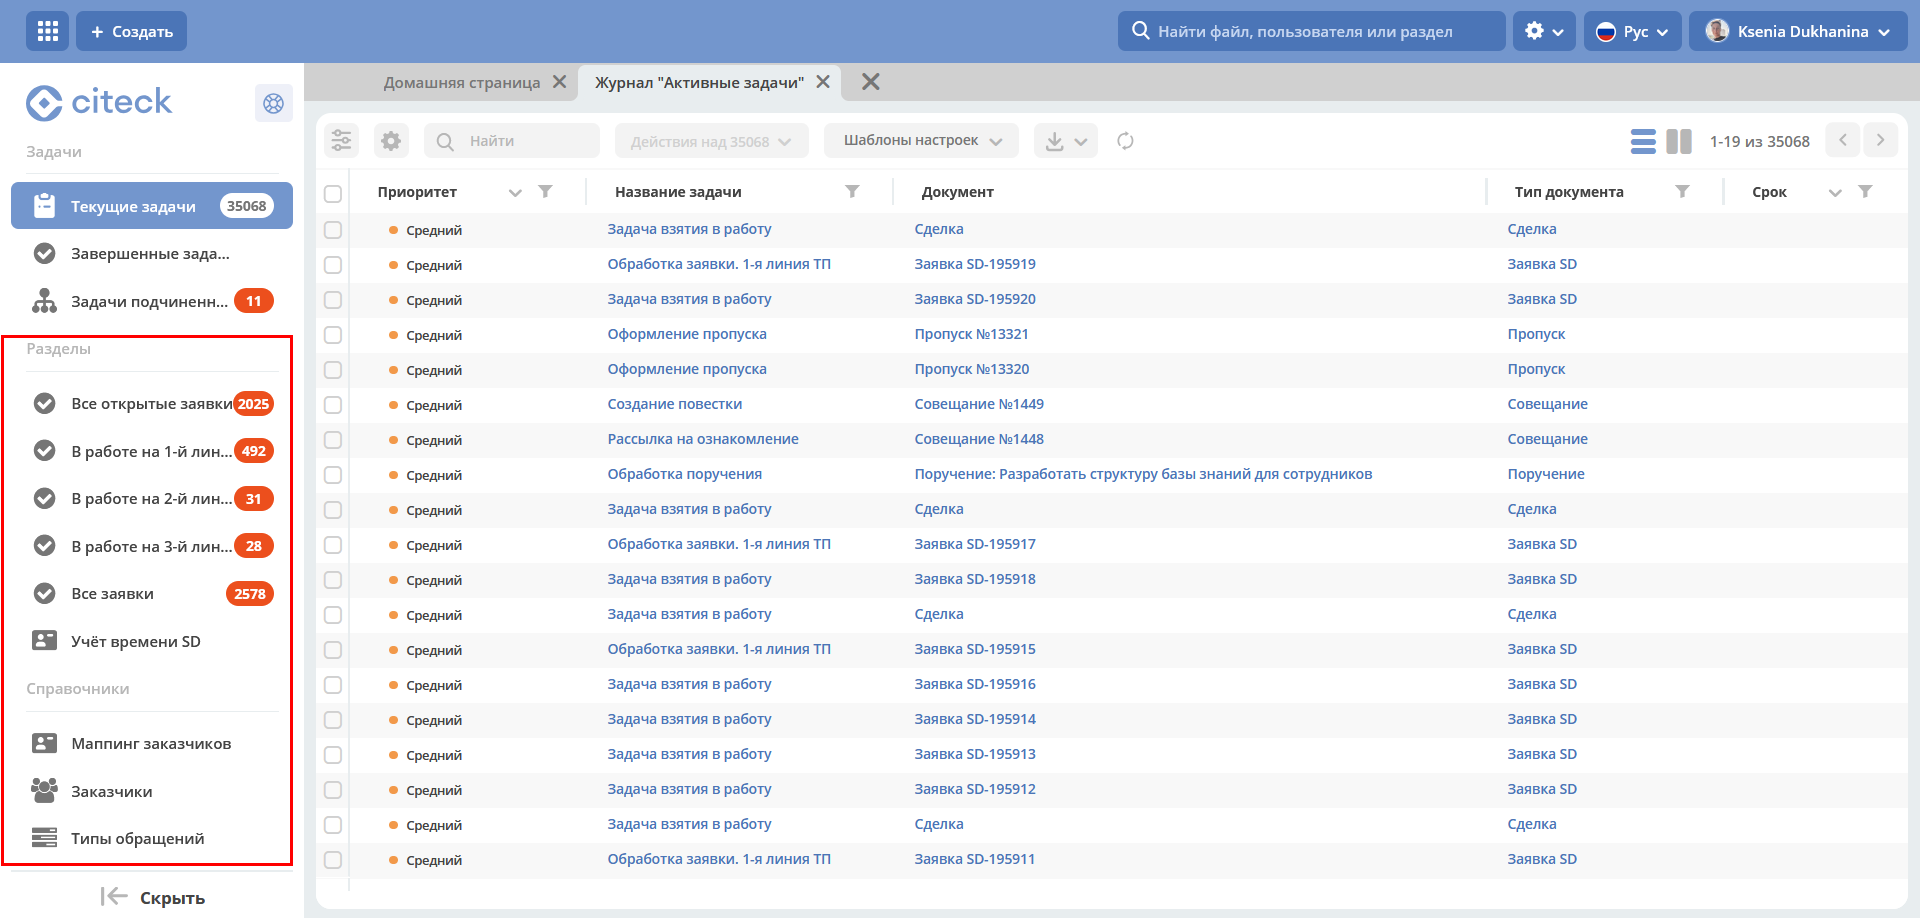 + Создать
Найти файл, пользователя или раздел
Рус
Ksenia Dukhanina
citeck
Задачи
Текущие задачи 35068
Завершенные зада...
Задачи подчиненн... 11
Разделы
Все открытые заявки 2025
В работе на 1-й лин... 492
В работе на 2-й лин... 31
В работе на 3-й лин... 28
Все заявки 2578
Учёт времени SD
Справочники
Маппинг заказчиков
Заказчики
Типы обращений
Скрыть
Домашняя страница
Журнал "Активные задачи"
Найти
Действия над 35068
Шаблоны настроек
1-19 из 35068
Приоритет Название задачи Документ Тип документа Срок
Средний Задача взятия в работу Сделка Сделка
Средний Обработка заявки. 1-я линия ТП Заявка SD-195919 Заявка SD
Средний Задача взятия в работу Заявка SD-195920 Заявка SD
Средний Оформление пропуска Пропуск №13321 Пропуск
Средний Оформление пропуска Пропуск №13320 Пропуск
Средний Создание повестки Совещание №1449 Совещание
Средний Рассылка на ознакомление Совещание №1448 Совещание
Средний Обработка поручения Поручение: Разработать структуру базы знаний для сотрудников Поручение
Средний Задача взятия в работу Сделка Сделка
Средний Обработка заявки. 1-я линия ТП Заявка SD-195917 Заявка SD
Средний Задача взятия в работу Заявка SD-195918 Заявка SD
Средний Задача взятия в работу Сделка Сделка
Средний Обработка заявки. 1-я линия ТП Заявка SD-195915 Заявка SD
Средний Задача взятия в работу Заявка SD-195916 Заявка SD
Средний Задача взятия в работу Заявка SD-195914 Заявка SD
Средний Задача взятия в работу Заявка SD-195913 Заявка SD
Средний Задача взятия в работу Заявка SD-195912 Заявка SD
Средний Задача взятия в работу Сделка Сделка
Средний Обработка заявки. 1-я линия ТП Заявка SD-195911 Заявка SD